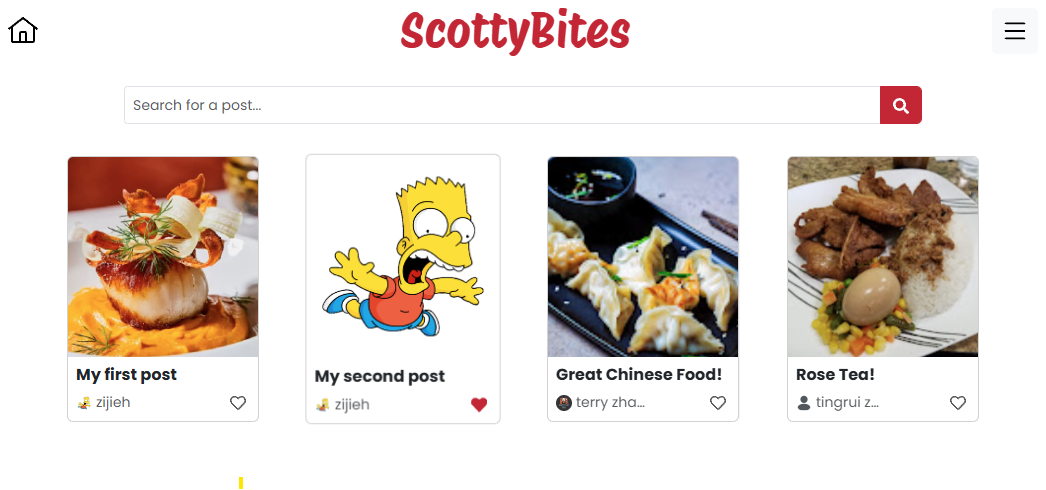 ScottyBites
Search for a post...
My first post
zijieh
My second post
zijieh
Great Chinese Food!
terry zha...
Rose Tea!
tingrui z...